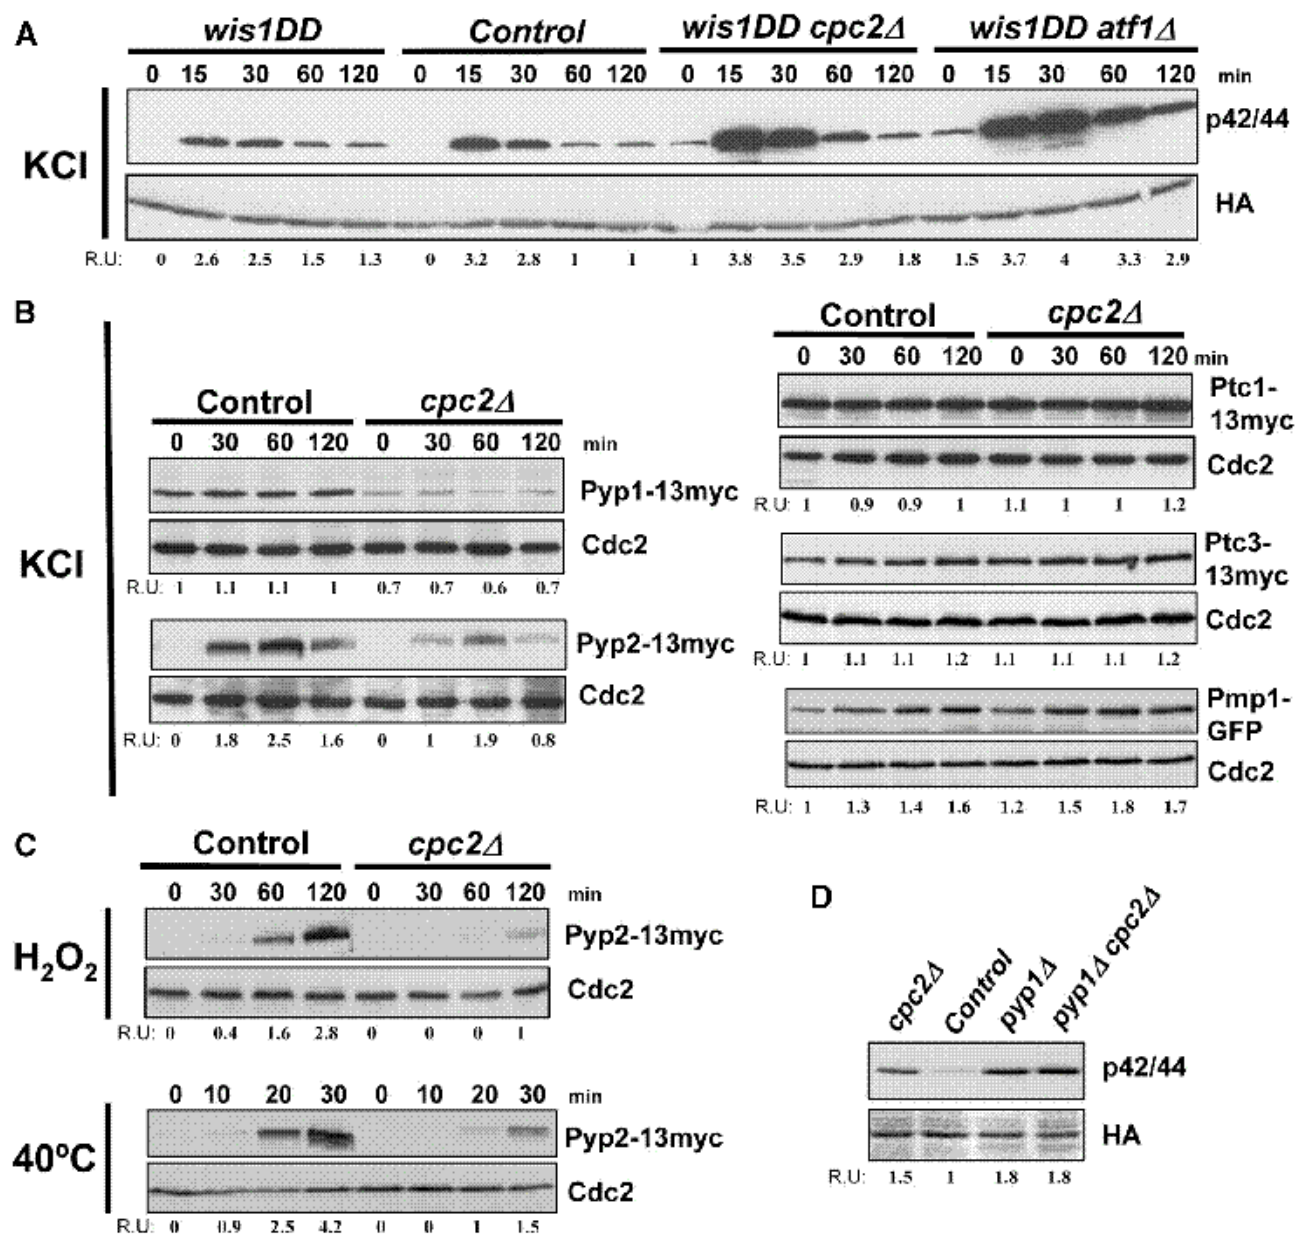 A
wis1DD Control wis1DD cpc2Δ wis1DD atf1Δ
0 15 30 60 120 0 15 30 60 120 0 15 30 60 120 0 15 30 60 120 min
KCl
p42/44
HA
R.U: 0 2.6 2.5 1.5 1.3 0 3.2 2.8 1 1 1 3.8 3.5 2.9 1.8 1.5 3.7 4 3.3 2.9
B
KCl
Control cpc2Δ
0 30 60 120 0 30 60 120 min
Pyp1-13myc
Cdc2
R.U: 1 1.1 1.1 1 0.7 0.7 0.6 0.7
Pyp2-13myc
Cdc2
R.U: 0 1.8 2.5 1.6 0 1 1.9 0.8
Control cpc2Δ
0 30 60 120 0 30 60 120 min
Ptc1-
13myc
Cdc2
R.U: 1 0.9 0.9 1 1.1 1 1 1.2
Ptc3-
13myc
Cdc2
R.U: 1 1.1 1.1 1.2 1.1 1.1 1.1 1.2
Pmp1-
GFP
Cdc2
R.U: 1 1.3 1.4 1.6 1.2 1.5 1.8 1.7
C
Control cpc2Δ
0 30 60 120 0 30 60 120 min
H₂O₂
Pyp2-13myc
Cdc2
R.U: 0 0.4 1.6 2.8 0 0 0 1
0 10 20 30 0 10 20 30 min
40ºC
Pyp2-13myc
Cdc2
R.U: 0 0.9 2.5 4.2 0 0 1 1.5
D
cpc2Δ Control pyp1Δ pyp1Δ cpc2Δ
p42/44
HA
R.U: 1.5 1 1.8 1.8